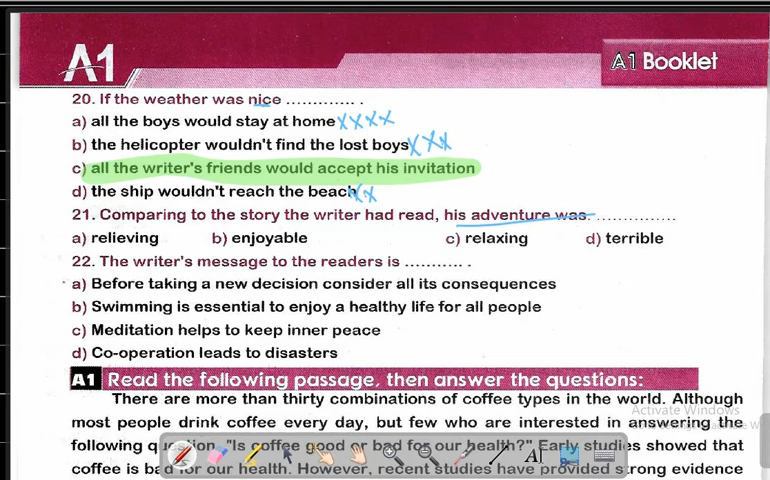 A1
A1 Booklet
20. If the weather was nice ............. .
a) all the boys would stay at home xxxx
b) the helicopter wouldn't find the lost boys xxx
c) all the writer's friends would accept his invitation
d) the ship wouldn't reach the beach xx
21. Comparing to the story the writer had read, his adventure was ...............
a) relieving b) enjoyable c) relaxing d) terrible
22. The writer's message to the readers is ........... .
a) Before taking a new decision consider all its consequences
b) Swimming is essential to enjoy a healthy life for all people
c) Meditation helps to keep inner peace
d) Co-operation leads to disasters
A1 Read the following passage, then answer the questions:
There are more than thirty combinations of coffee types in the world. Although
most people drink coffee every day, but few who are interested in answering the
following question, "Is coffee good or bad for our health?" Early studies showed that
coffee is bad for our health. However, recent studies have provided strong evidence
Activate Windows